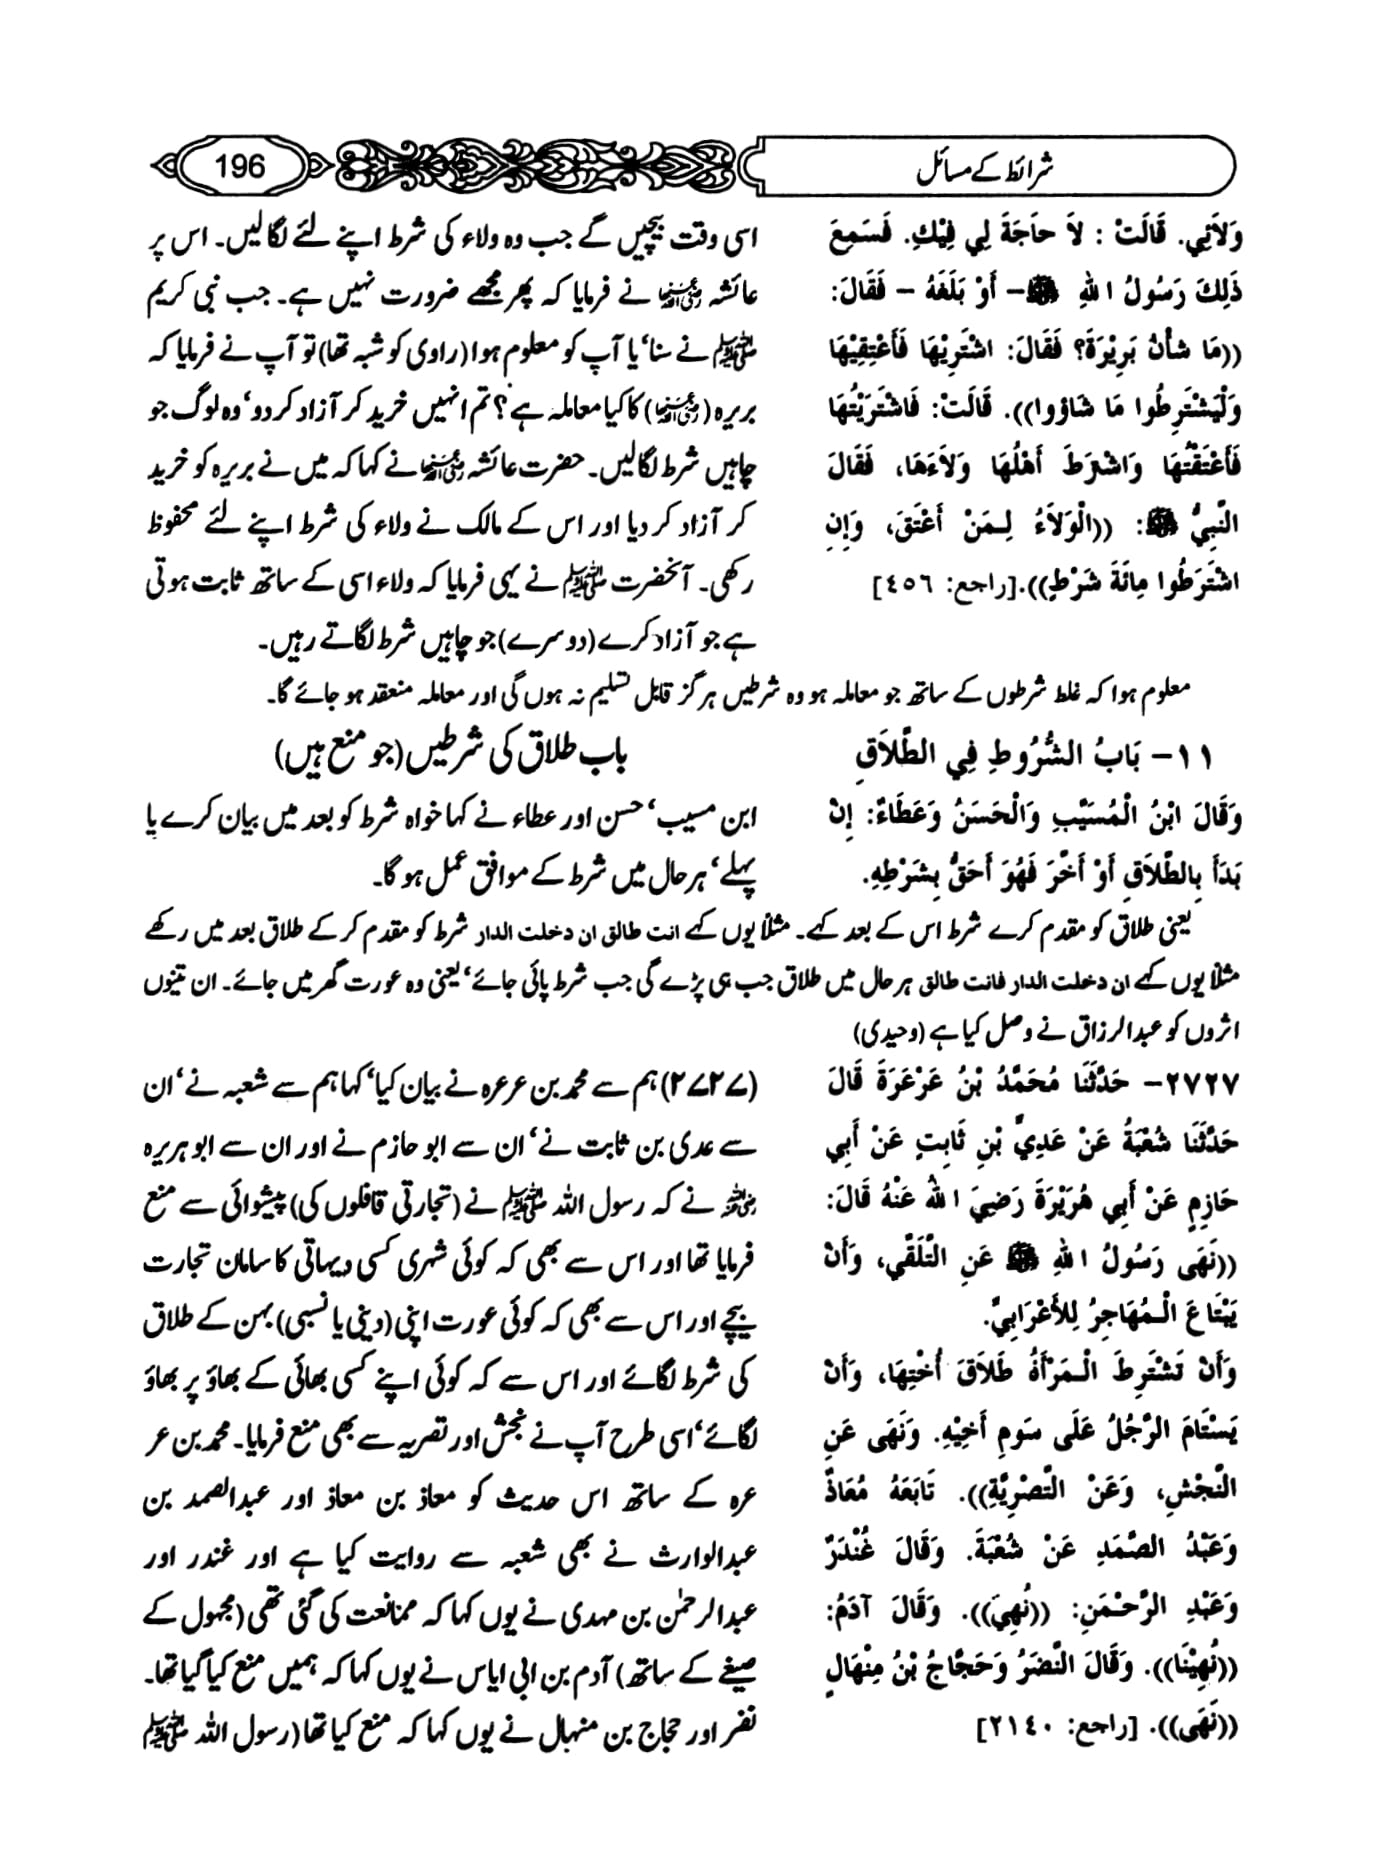 شرائط کے مسائل
196
وَلاَئِي. قَالَتْ : لاَ حَاجَةَ لِي فِيْكِ. فَسَمِعَ
ذَلِكَ رَسُولُ اللهِ ﷺ – أَوْ بَلَغَهُ – فَقَالَ:
((مَا شَأنُ بَرِيْرَةَ؟ فَقَالَ: اشْتَرِيْهَا فَأَعْتِقِيْهَا
وَلْيَشْتَرِطُوا مَا شَاؤُوا)). قَالَتْ: فَاشْتَرَيْتُهَا
فَأَعْتَقْتُهَا وَاشْتَرَطَ أَهْلُهَا وَلاَءَهَا، فَقَالَ
النَّبِيُّ ﷺ: ((الْوَلاَءُ لِـمَنْ أَعْتَقَ، وَإِنِ
اشْتَرَطُوا مِائَةَ شَرْطٍ)).[راجع: ٤٥٦]
اسی وقت بیچیں گے جب وہ ولاء کی شرط اپنے لئے لگا لیں۔ اس پر
عائشہ رضی اللہ عنہا نے فرمایا کہ پھر مجھے ضرورت نہیں ہے۔ جب نبی کریم
ﷺ نے سنا‘ یا آپ کو معلوم ہوا (راوی کو شبہ تھا) تو آپ نے فرمایا کہ
بریرہ (رضی اللہ عنہا) کا کیا معاملہ ہے؟ تم انہیں خرید کر آزاد کر دو‘ وہ لوگ جو
چاہیں شرط لگا لیں۔ حضرت عائشہ رضی اللہ عنہا نے کہا کہ میں نے بریرہ کو خرید
کر آزاد کر دیا اور اس کے مالک نے ولاء کی شرط اپنے لئے محفوظ
رکھی۔ آنحضرت ﷺ نے یہی فرمایا کہ ولاء اسی کے ساتھ ثابت ہوتی
ہے جو آزاد کرے (دوسرے) جو چاہیں شرط لگاتے رہیں۔
معلوم ہوا کہ غلط شرطوں کے ساتھ جو معاملہ ہو وہ شرطیں ہرگز قابل تسلیم نہ ہوں گی اور معاملہ منعقد ہو جائے گا۔
١١– بَابُ الشُّرُوطِ فِي الطَّلاَقِ
باب طلاق کی شرطیں (جو منع ہیں)
وَقَالَ ابْنُ الْمُسَيَّبِ وَالْحَسَنُ وَعَطَاءٌ: إِنْ
بَدَأَ بِالطَّلاَقِ أَوْ أَخَّرَ فَهُوَ أَحَقُّ بِشَرْطِهِ.
ابن مسیب‘ حسن اور عطاء نے کہا خواہ شرط کو بعد میں بیان کرے یا
پہلے‘ ہر حال میں شرط کے موافق عمل ہو گا۔
یعنی طلاق کو مقدم کرے شرط اس کے بعد کہے۔ مثلاً یوں کہے انت طالق ان دخلت الدار شرط کو مقدم کر کے طلاق بعد میں رکھے
مثلاً یوں کہے ان دخلت الدار فانت طالق ہر حال میں طلاق جب ہی پڑے گی جب شرط پائی جائے‘ یعنی وہ عورت گھر میں جائے۔ ان تینوں
اثروں کو عبدالرزاق نے وصل کیا ہے (وحیدی)
٢٧٢٧– حَدَّثَنَا مُحَمَّدُ بْنُ عَرْعَرَةَ قَالَ
حَدَّثَنَا شُعْبَةُ عَنْ عَدِيِّ بْنِ ثَابِتٍ عَنْ أَبِي
حَازِمٍ عَنْ أَبِي هُرَيْرَةَ رَضِيَ اللهُ عَنْهُ قَالَ:
((نَهَى رَسُولُ اللهِ ﷺ عَنِ التَّلَقِّي، وَأَنْ
يَبْتَاعَ الْـمُهَاجِرُ لِلأَعْرَابِيِّ.
وَأَنْ تَشْتَرِطَ الْـمَرْأَةُ طَلاَقَ أُخْتِهَا، وَأَنْ
يَسْتَامَ الرَّجُلُ عَلَى سَومِ أَخِيْهِ. وَنَهَى عَنِ
النَّجْشِ، وَعَنْ التَّصْرِيَّةِ)). تَابَعَهُ مُعَاذٌ
وَعَبْدُ الصَّمَدِ عَنْ شُعْبَةَ. وَقَالَ غُنْدَرٌ
وَعَبْدِ الرَّحْـمَنِ: ((نُهِيَ)). وَقَالَ آدَمُ:
((نُهِيْنَا)). وَقَالَ النَّضَرُ وَحَجَّاجُ بْنُ مِنْهَالٍ
((نَهَى)). [راجع: ٢١٤٠]
(۲۷۲۷) ہم سے محمد بن عرعرہ نے بیان کیا‘ کہا ہم سے شعبہ نے‘ ان
سے عدی بن ثابت نے‘ ان سے ابو حازم نے اور ان سے ابو ہریرہ
رضی اللہ عنہ نے کہ رسول اللہ ﷺ نے (تجارتی قافلوں کی) پیشوائی سے منع
فرمایا تھا اور اس سے بھی کہ کوئی شہری کسی دیہاتی کا سامان تجارت
بیچے اور اس سے بھی کہ کوئی عورت اپنی (دینی یا نسبی) بہن کے طلاق
کی شرط لگائے اور اس سے کہ کوئی اپنے کسی بھائی کے بھاؤ پر بھاؤ
لگائے‘ اسی طرح آپ نے نجش اور تصریہ سے بھی منع فرمایا۔ محمد بن عر
عرہ کے ساتھ اس حدیث کو معاذ بن معاذ اور عبدالصمد بن
عبدالوارث نے بھی شعبہ سے روایت کیا ہے اور غندر اور
عبدالرحمٰن بن مہدی نے یوں کہا کہ ممانعت کی گئی تھی (مجہول کے
صیغے کے ساتھ) آدم بن ابی ایاس نے یوں کہا کہ ہمیں منع کیا گیا تھا۔
نضر اور حجاج بن منہال نے یوں کہا کہ منع کیا تھا (رسول اللہ ﷺ